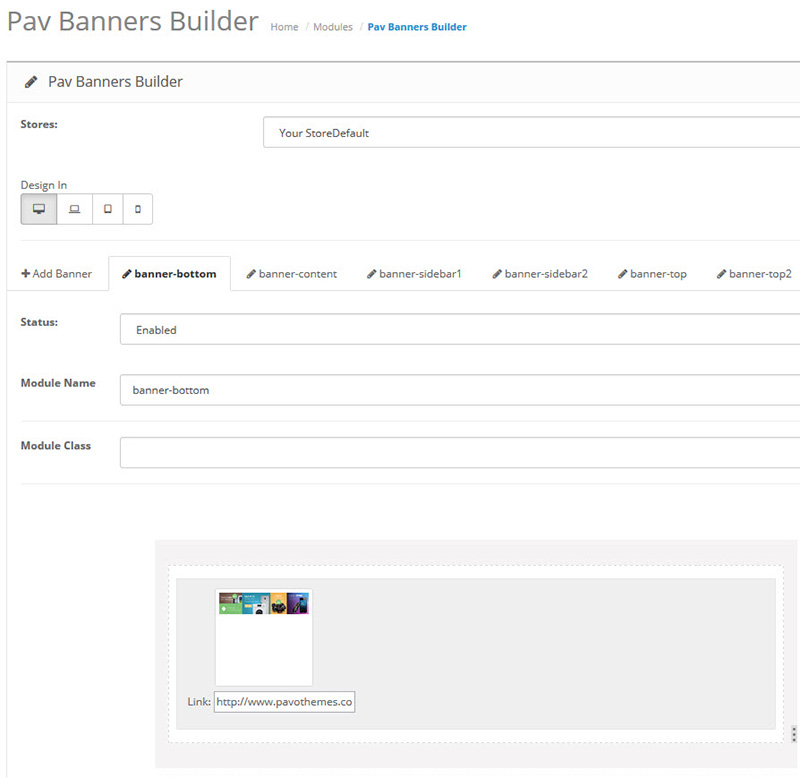 Pav Banners Builder Home / Modules / Pav Banners Builder
Pav Banners Builder
Stores: Your StoreDefault
Design In
Add Banner banner-bottom banner-content banner-sidebar1 banner-sidebar2 banner-top banner-top2
Status: Enabled
Module Name banner-bottom
Module Class
Link: http://www.pavothemes.co